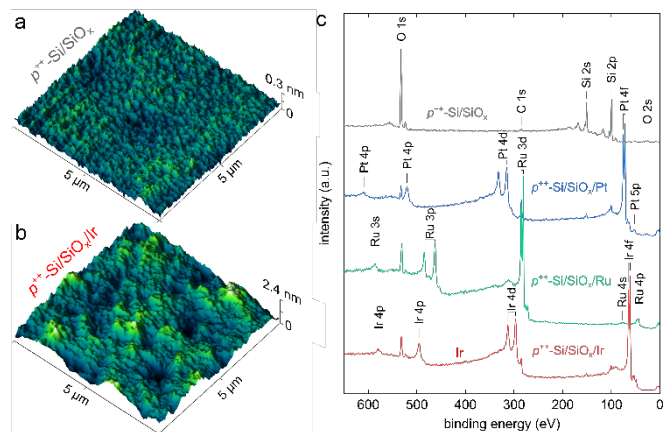 a
p⁺⁺-Si/SiOₓ
0.3 nm
0
5 μm
5 μm
b
p⁺⁺-Si/SiOₓ/Ir
2.4 nm
0
5 μm
5 μm
c
O 1s
C 1s
Si 2s
Si 2p
Pt 4f
O 2s
p⁺⁺-Si/SiOₓ
Pt 4p
Pt 4p
Pt 4d
Ru 3d
p⁺⁺-Si/SiOₓ/Pt
Pt 5p
Ru 3s
Ru 3p
p⁺⁺-Si/SiOₓ/Ru
Ru 4s
Ir 4f
Ru 4p
Ir 4p
Ir 4p
Ir
Ir 4d
p⁺⁺-Si/SiOₓ/Ir
intensity (a.u.)
600
500
400
300
200
100
0
binding energy (eV)